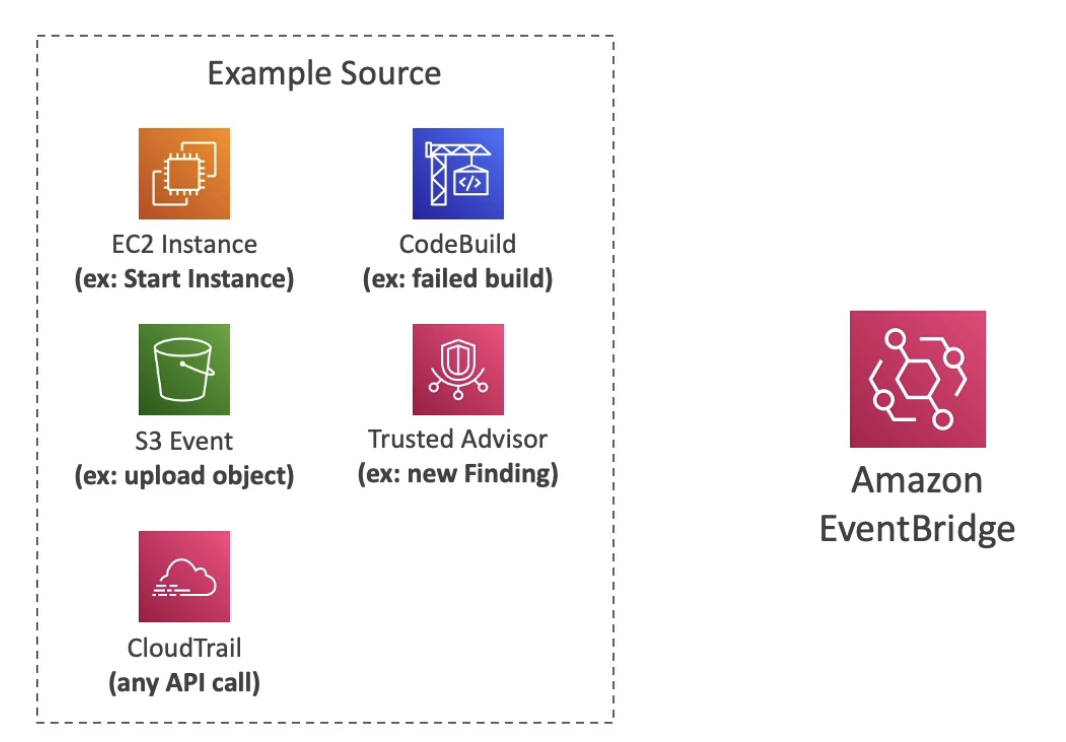 Example Source
EC2 Instance
(ex: Start Instance)
CodeBuild
(ex: failed build)
S3 Event
(ex: upload object)
Trusted Advisor
(ex: new Finding)
CloudTrail
(any API call)
Amazon
EventBridge